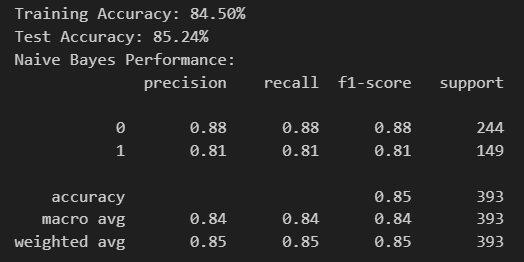 Training Accuracy: 84.50%
Test Accuracy: 85.24%
Naive Bayes Performance:
precision recall f1-score support
0 0.88 0.88 0.88 244
1 0.81 0.81 0.81 149
accuracy 0.85 393
macro avg 0.84 0.84 0.84 393
weighted avg 0.85 0.85 0.85 393